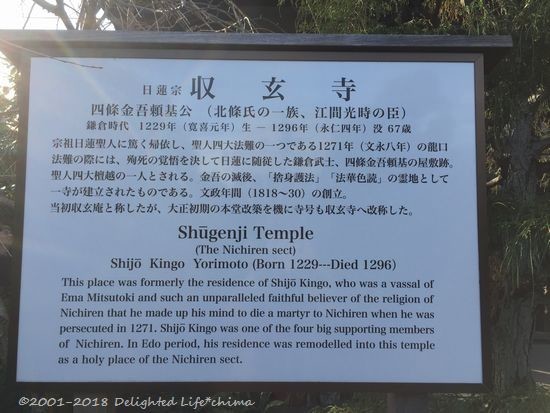 日蓮宗 収玄寺
四條金吾頼基公 (北條氏の一族、江間光時の臣)
鎌倉時代 1229年(寛喜元年)生 ― 1296年(永仁四年)没 67歳
宗祖日蓮聖人に篤く帰依し、聖人四大法難の一つである1271年(文永八年)の龍口
法難の際には、殉死の覚悟を決して日蓮に随従した鎌倉武士、四條金吾頼基の屋敷跡。
聖人四大檀越の一人とされる。金吾の滅後、「捨身護法」「法華色読」の霊地として
一寺が建立されたものである。文政年間(1818〜30)の創立。
当初収玄庵と称したが、大正初期の本堂改築を機に寺号も収玄寺へ改称した。
Shūgenji Temple
(The Nichiren sect)
Shijō Kingo Yorimoto (Born 1229---Died 1296)
This place was formerly the residence of Shijō Kingo, who was a vassal of
Ema Mitsutoki and such an unparalleled faithful believer of the religion of
Nichiren that he made up his mind to die a martyr to Nichiren when he was
persecuted in 1271. Shijō Kingo was one of the four big supporting members
of Nichiren. In Edo period, his residence was remodelled into this temple
as a holy place of the Nichiren sect.
©2001-2018 Delighted Life*chima